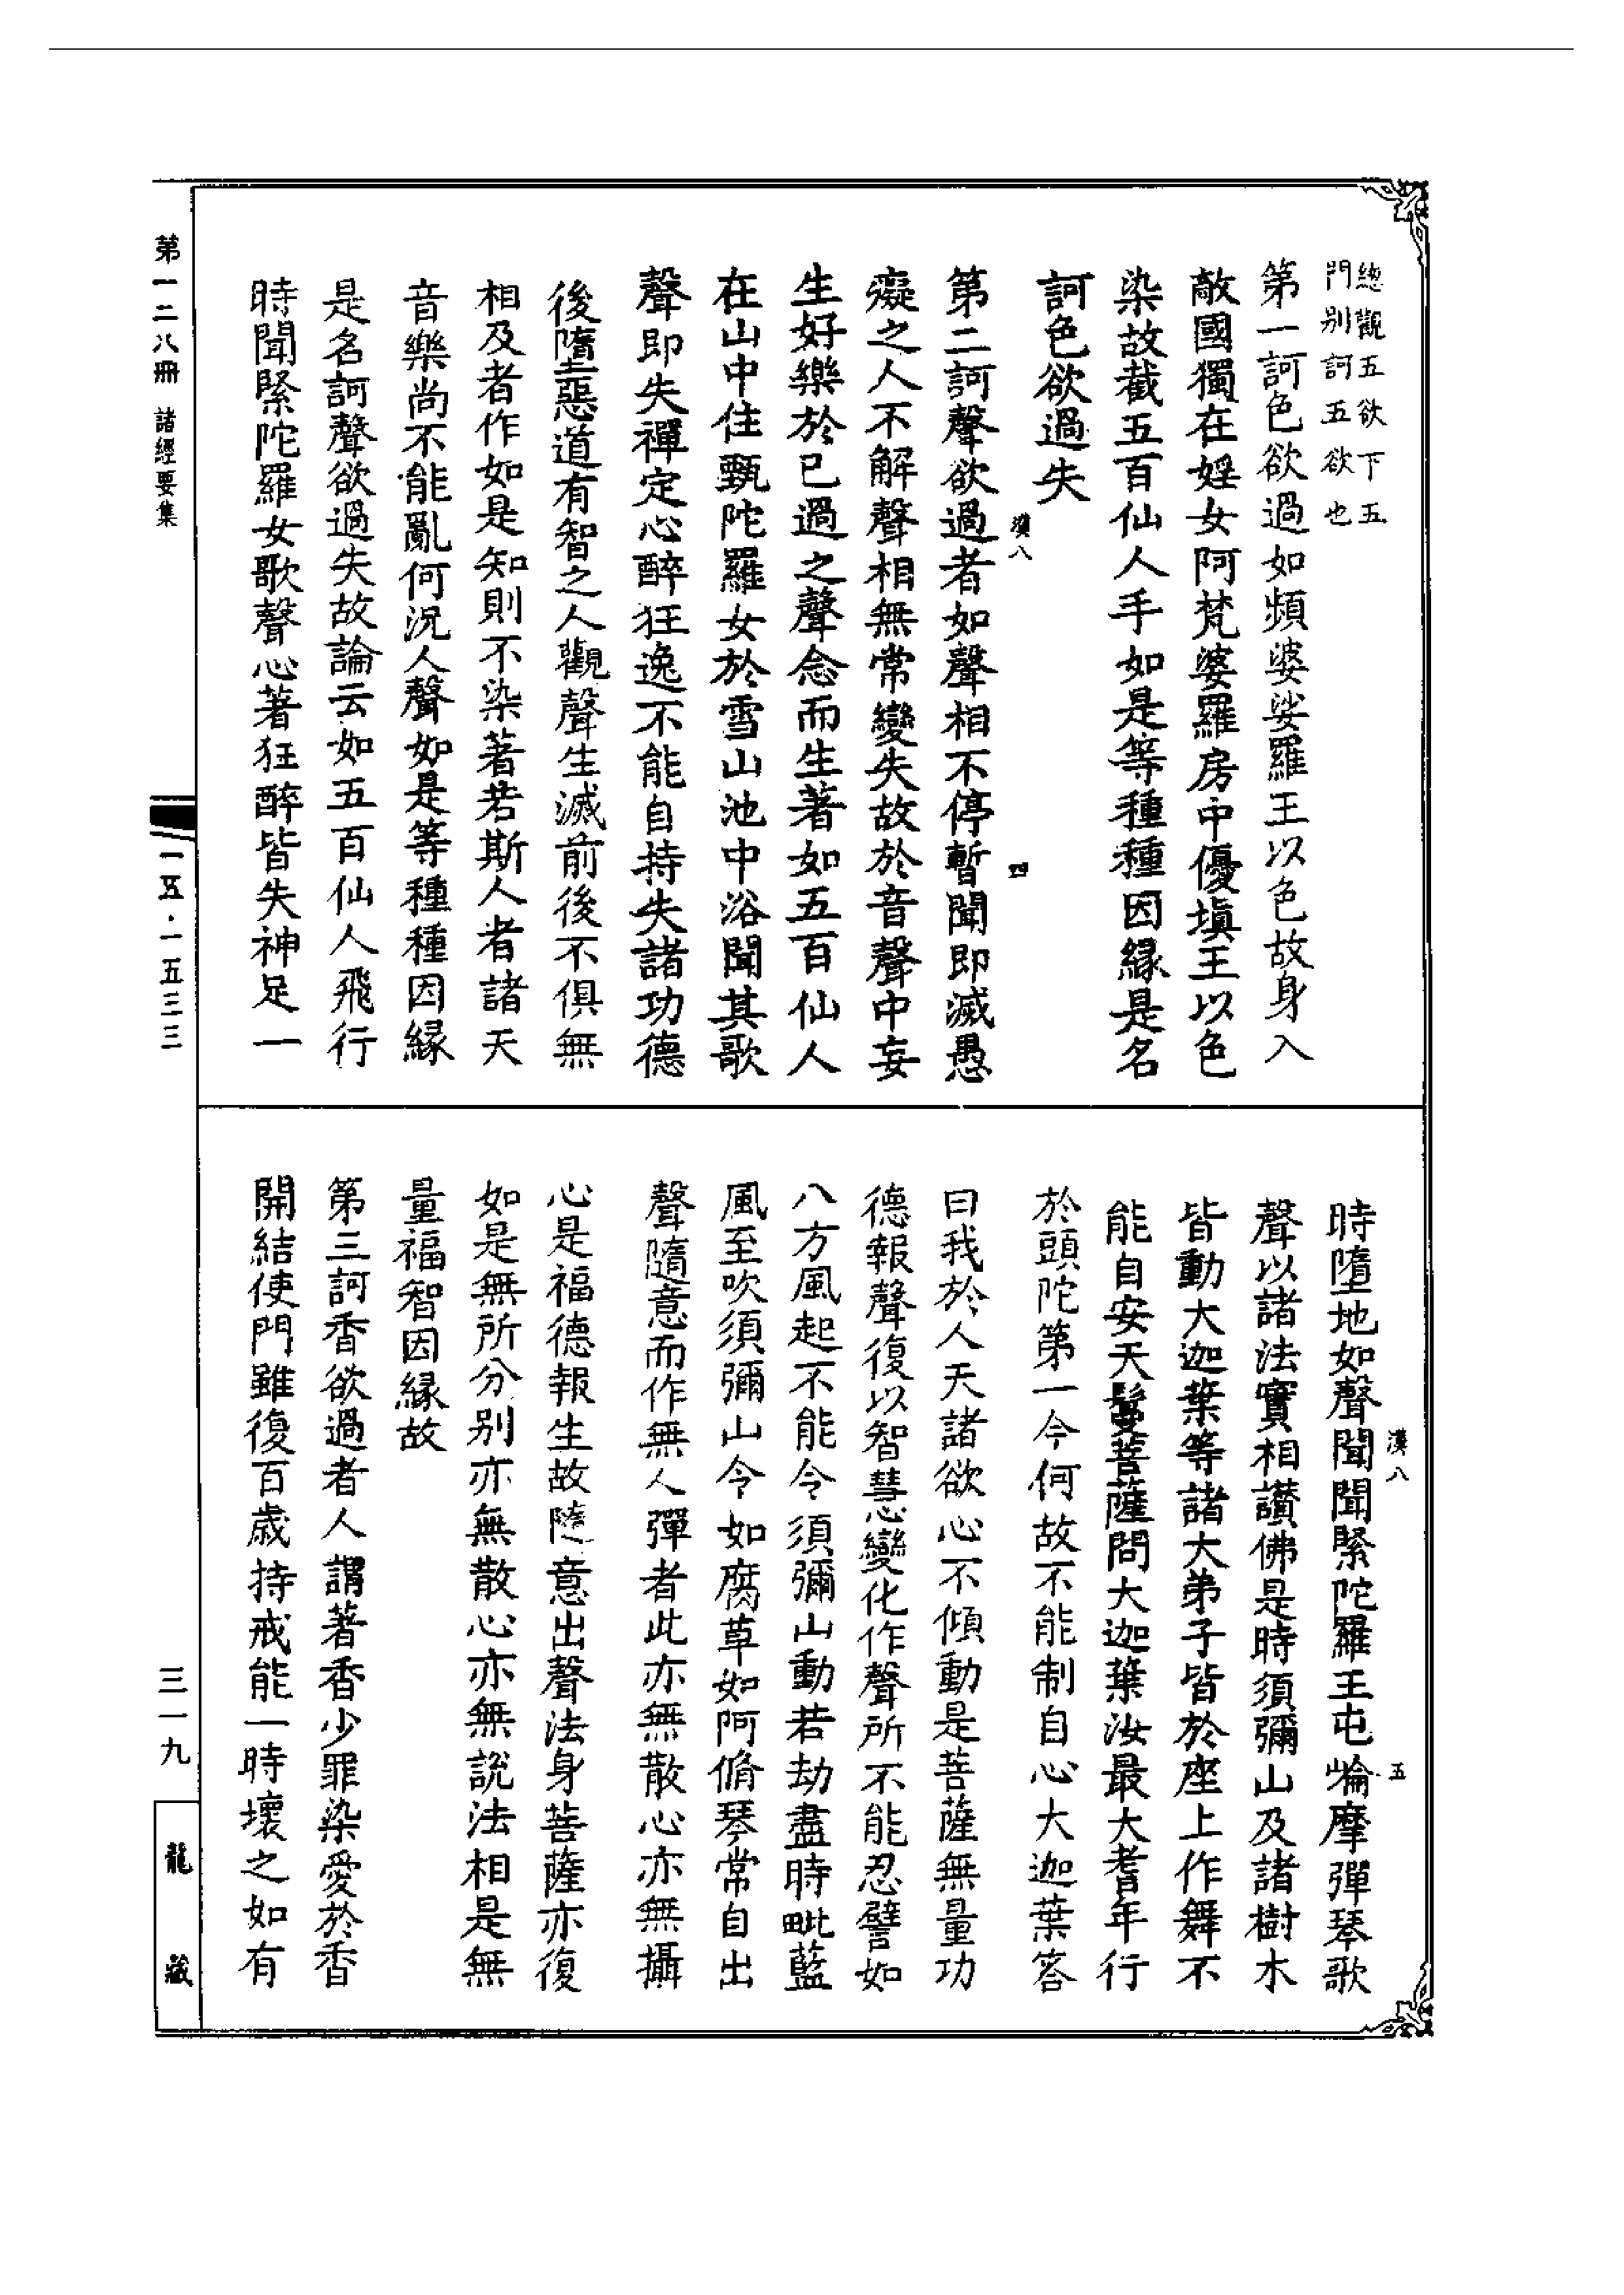 總觀五欲下五
門別訶五欲也
第一訶色欲過如頻婆娑羅王以色故身入
敵國獨在婬女阿梵婆羅房中優填王以色
染故截五百仙人手如是等種種因緣是名
訶色欲過失
漢八
四
第二訶聲欲過者如聲相不停暫聞即滅愚
癡之人不解聲相無常變失故於音聲中妄
生好樂於已過之聲念而生著如五百仙人
在山中住甄陀羅女於雪山池中浴聞其歌
聲即失禪定心醉狂逸不能自持失諸功德
後墮惡道有智之人觀聲生滅前後不俱無
相及者作如是知則不染著若斯人者諸天
音樂尚不能亂何況人聲如是等種種因緣
是名訶聲欲過失故論云如五百仙人飛行
時聞緊陀羅女歌聲心著狂醉皆失神足一
漢八
五
時墮地如聲聞聞緊陀羅王屯崘摩彈琴歌
聲以諸法實相讚佛是時須彌山及諸樹木
皆動大迦葉等諸大弟子皆於座上作舞不
能自安天鬘菩薩問大迦葉汝最大耆年行
於頭陀第一今何故不能制自心大迦葉答
曰我於人天諸欲心不傾動是菩薩無量功
德報聲復以智慧變化作聲所不能忍譬如
八方風起不能令須彌山動若劫盡時毗藍
風至吹須彌山令如腐草如阿脩琴常自出
聲隨意而作無人彈者此亦無散心亦無攝
心是福德報生故隨意出聲法身菩薩亦復
如是無所分別亦無散心亦無說法相是無
量福智因緣故
第三訶香欲過者人謂著香少罪染愛於香
開結使門雖復百歲持戒能一時壞之如有
第一二八冊 諸經要集
一五·一五三三
三一九
龍藏